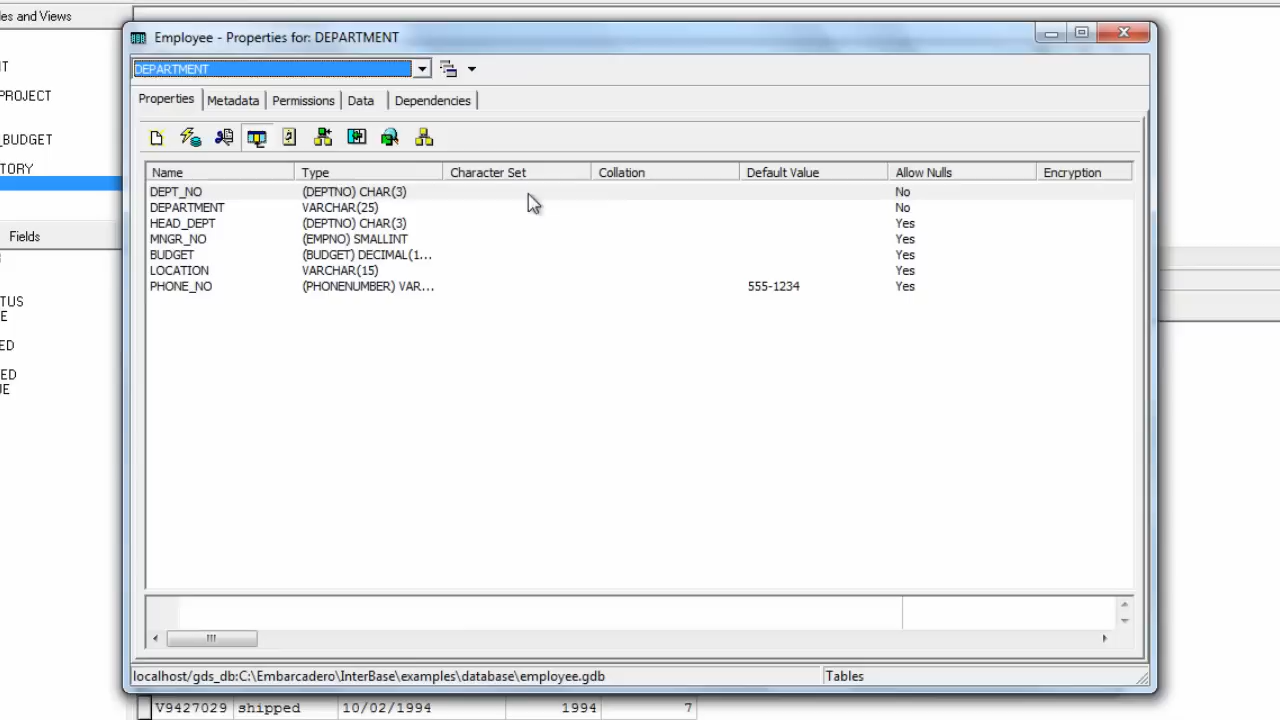 les and Views
T
PROJECT
_BUDGET
TORY
Fields
TUS
E
ED
ED
JE
Employee - Properties for: DEPARTMENT
DEPARTMENT
Properties Metadata Permissions Data Dependencies
Name Type Character Set Collation Default Value Allow Nulls Encryption
DEPT_NO (DEPTNO) CHAR(3) No
DEPARTMENT VARCHAR(25) No
HEAD_DEPT (DEPTNO) CHAR(3) Yes
MNGR_NO (EMPNO) SMALLINT Yes
BUDGET (BUDGET) DECIMAL(1... Yes
LOCATION VARCHAR(15) Yes
PHONE_NO (PHONENUMBER) VAR... 555-1234 Yes
localhost/gds_db:C:\Embarcadero\InterBase\examples\database\employee.gdb Tables
V9427029 shipped 10/02/1994 1994 7